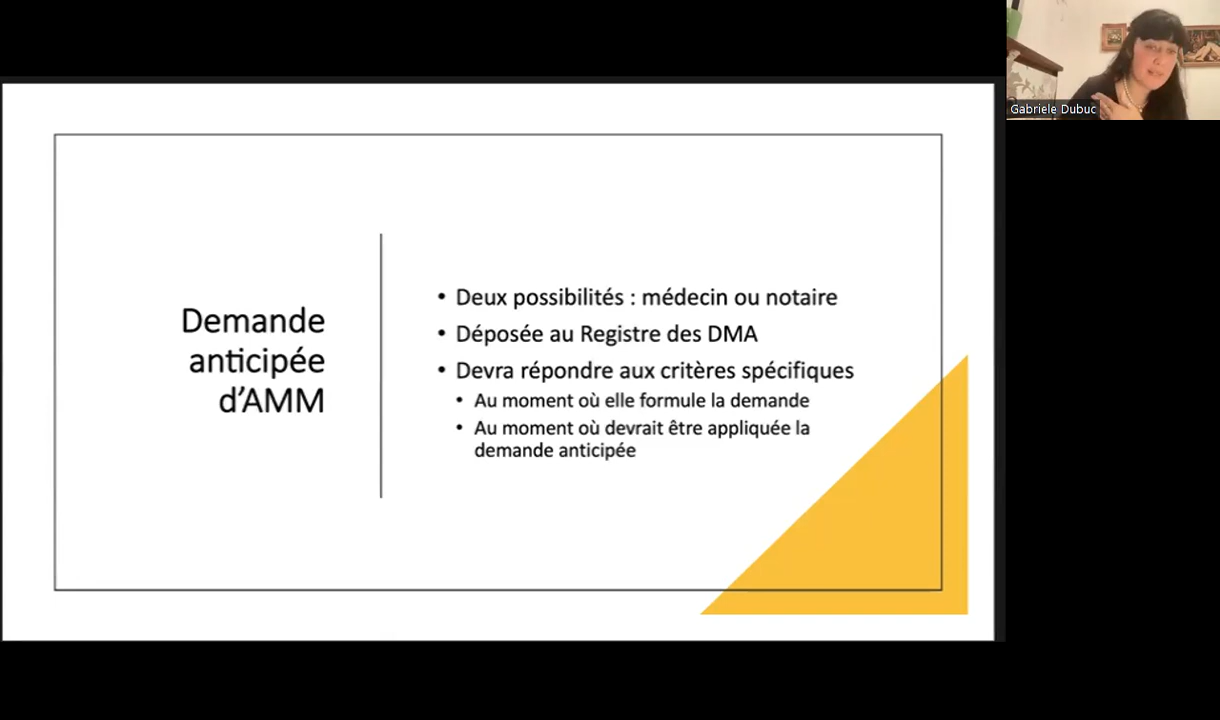 Gabriele Dubuc
Demande
anticipée
d'AMM
• Deux possibilités : médecin ou notaire
• Déposée au Registre des DMA
• Devra répondre aux critères spécifiques
• Au moment où elle formule la demande
• Au moment où devrait être appliquée la
demande anticipée